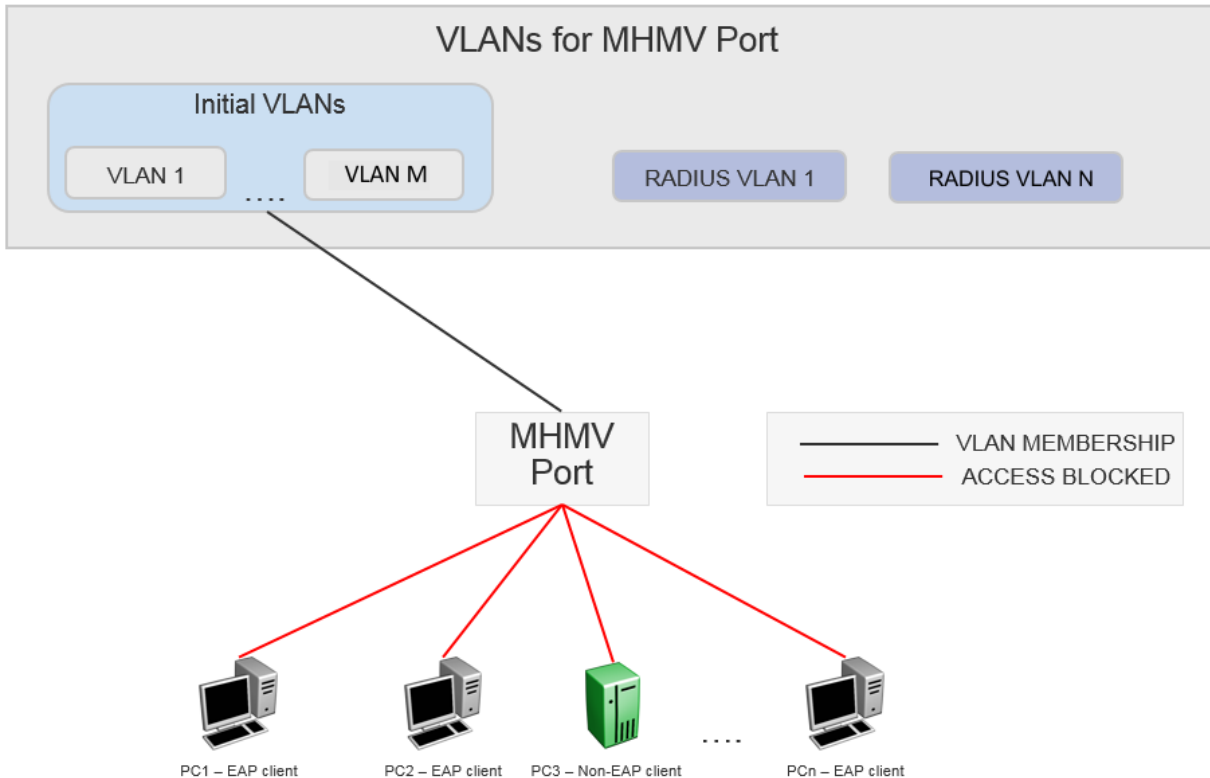 VLANs for MHMV Port
Initial VLANs
VLAN 1
....
VLAN M
RADIUS VLAN 1
RADIUS VLAN N
MHMV
Port
VLAN MEMBERSHIP
ACCESS BLOCKED
....
PC1 – EAP client
PC2 – EAP client
PC3 – Non-EAP client
PCn – EAP client